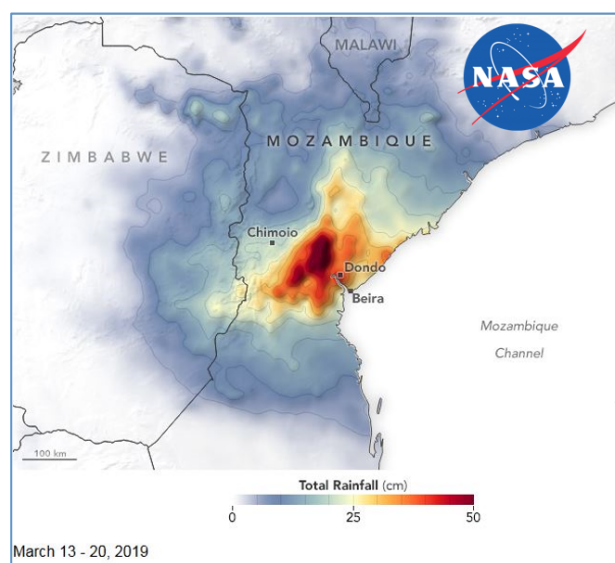 MALAWI
NASA
MOZAMBIQUE
ZIMBABWE
Chimoio
Dondo
Beira
Mozambique
Channel
100 km
Total Rainfall (cm)
0 25 50
March 13 - 20, 2019